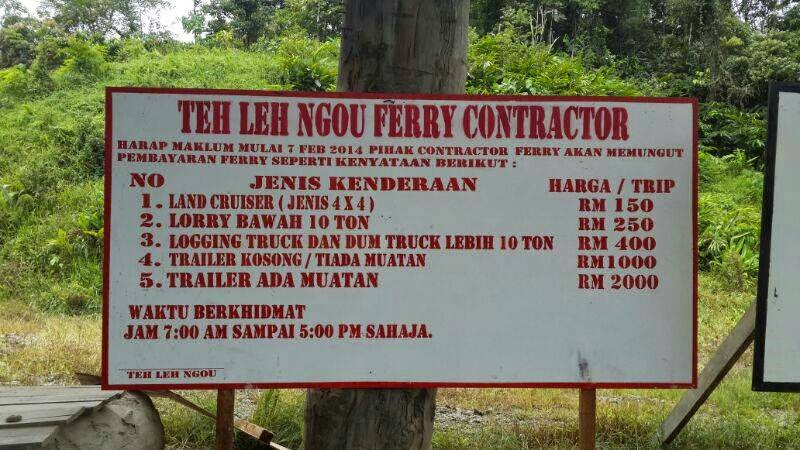 TEH LEH NGOU FERRY CONTRACTOR
HARAP MAKLUM MULAI 7 FEB 2014 PIHAK CONTRACTOR FERRY AKAN MEMUNGUT
PEMBAYARAN FERRY SEPERTI KENYATAAN BERIKUT :
NO JENIS KENDERAAN HARGA / TRIP
1. LAND CRUISER ( JENIS 4 X 4 ) RM 150
2. LORRY BAWAH 10 TON RM 250
3. LOGGING TRUCK DAN DUM TRUCK LEBIH 10 TON RM 400
4. TRAILER KOSONG / TIADA MUATAN RM1000
5. TRAILER ADA MUATAN RM 2000
WAKTU BERKHIDMAT
JAM 7:00 AM SAMPAI 5:00 PM SAHAJA.
TEH LEH NGOU